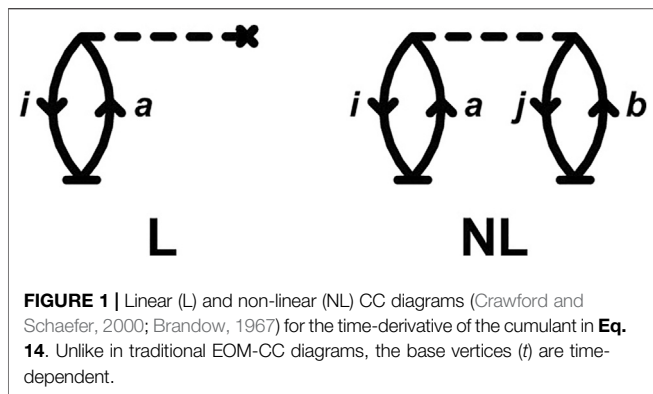 i a i a j b
L NL
FIGURE 1 | Linear (L) and non-linear (NL) CC diagrams (Crawford and
Schaefer, 2000; Brandow, 1967) for the time-derivative of the cumulant in Eq.
14. Unlike in traditional EOM-CC diagrams, the base vertices (t) are time-
dependent.